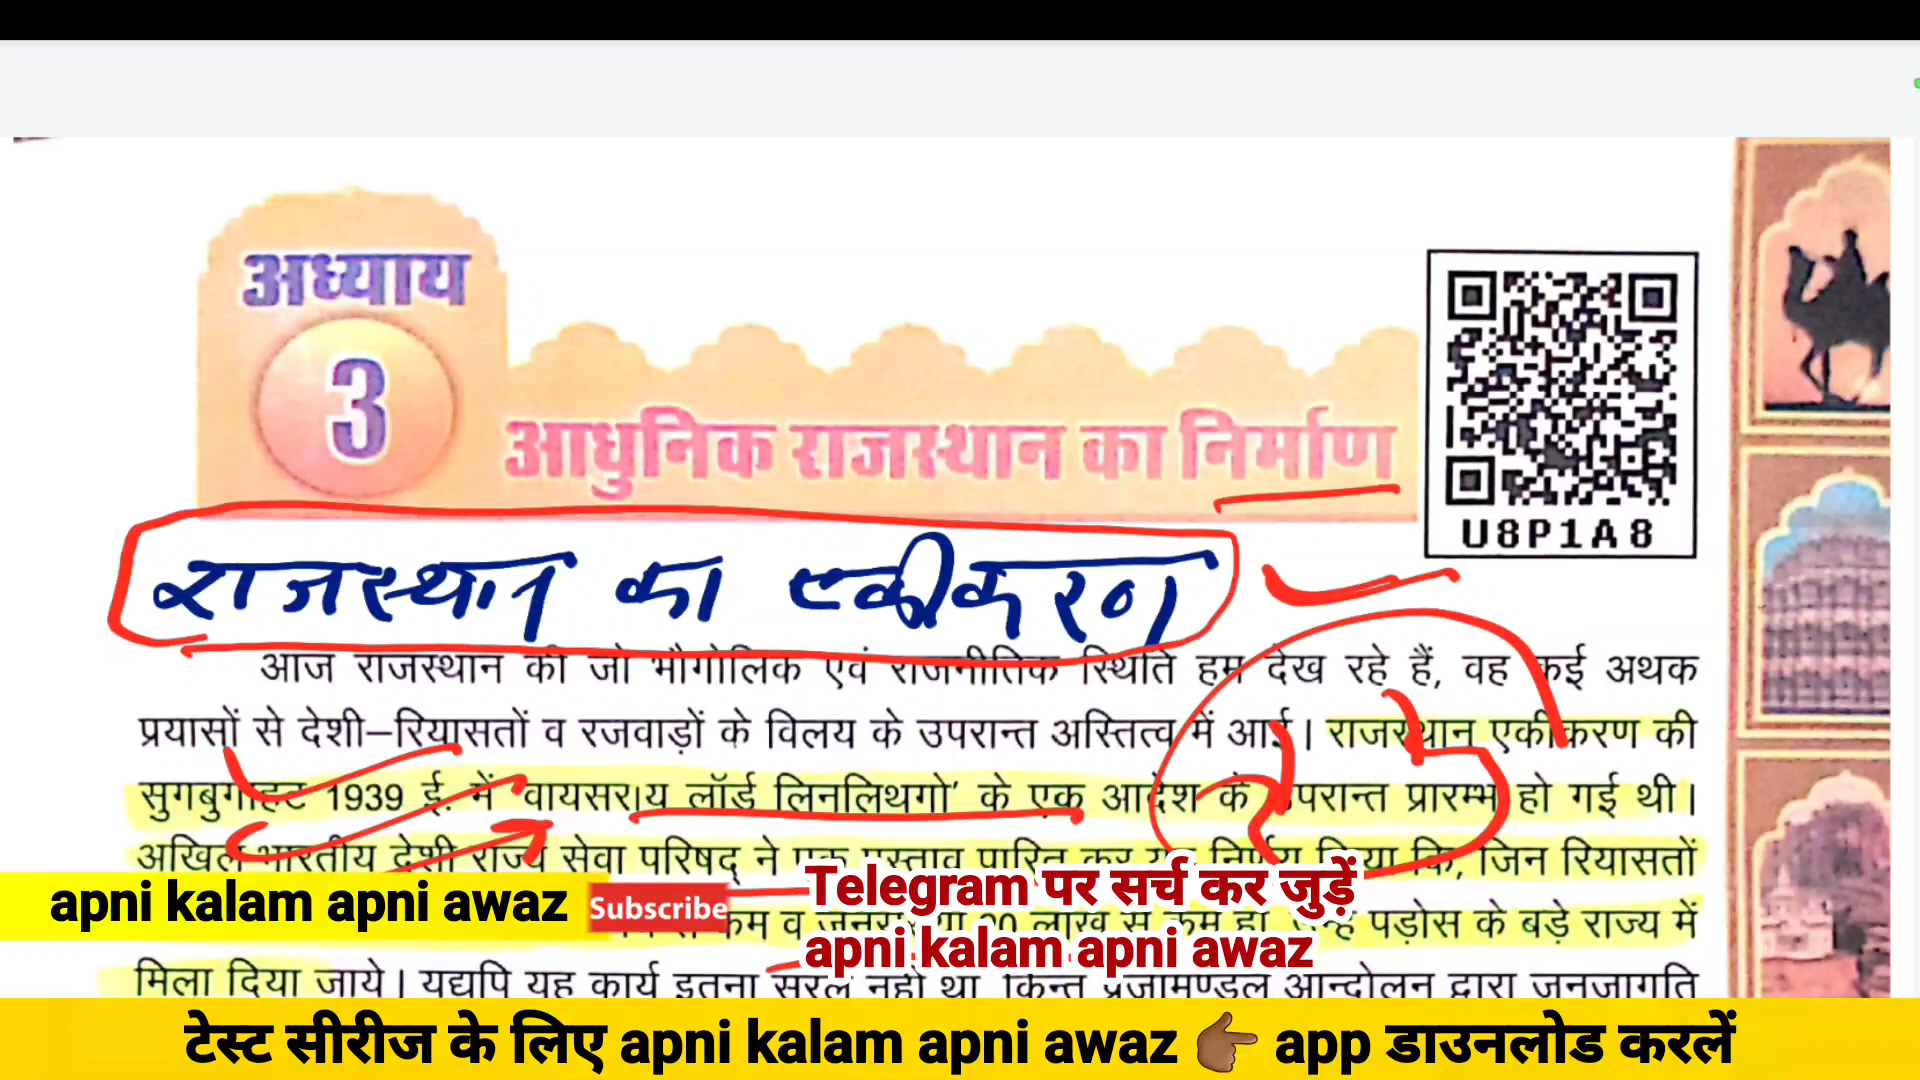 अध्याय
3
आधुनिक राजस्थान का निर्माण
U8P1A8
राजस्थान का एकीकरण
आज राजस्थान की जो भौगोलिक एवं राजनीतिक स्थिति हम देख रहे हैं, वह कई अथक
प्रयासों से देशी–रियासतों व रजवाड़ों के विलय के उपरान्त अस्तित्व में आई। राजस्थान एकीकरण की
सुगबुगाहट 1939 ई. में 'वायसराय लॉर्ड लिनलिथगो' के एक आदेश के उपरान्त प्रारम्भ हो गई थी।
अखिल भारतीय देशी राज्य सेवा परिषद् ने एक प्रस्ताव पारित कर यह निर्णय किया कि, जिन रियासतों
कम व लाख से कम हो, उन्हें पड़ोस के बड़े राज्य में
मिला दिया जाये। यद्यपि यह कार्य इतना सरल नहीं था किन्तु प्रजामण्डल आन्दोलन द्वारा जनजागृति
apni kalam apni awaz Subscribe
Telegram पर सर्च कर जुड़ें
apni kalam apni awaz
टेस्ट सीरीज के लिए apni kalam apni awaz 👉 app डाउनलोड करलें